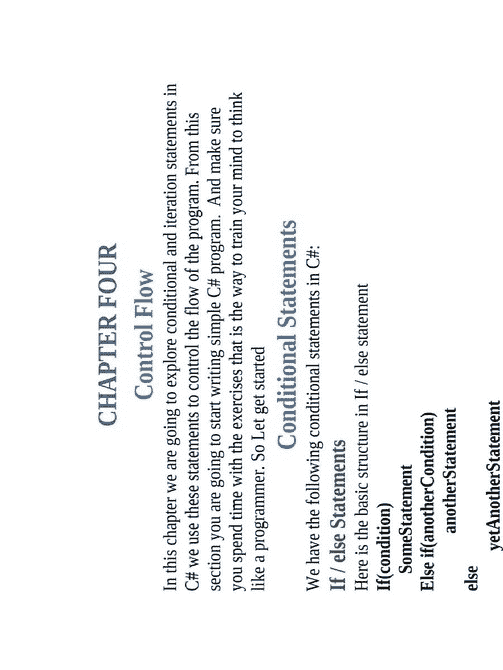 CHAPTER FOUR
Control Flow
In this chapter we are going to explore conditional and iteration statements in
C# we use these statements to control the flow of the program. From this
section you are going to start writing simple C# program.  And make sure
you spend time with the exercises that is the way to train your mind to think
like a programmer. So Let get started
Conditional Statements
We have the following conditional statements in C#:
If / else Statements
Here is the basic structure in If / else statement
If(condition)
SomeStatement
Else if(anotherCondition)
anotherStatement
else
yetAnotherStatement